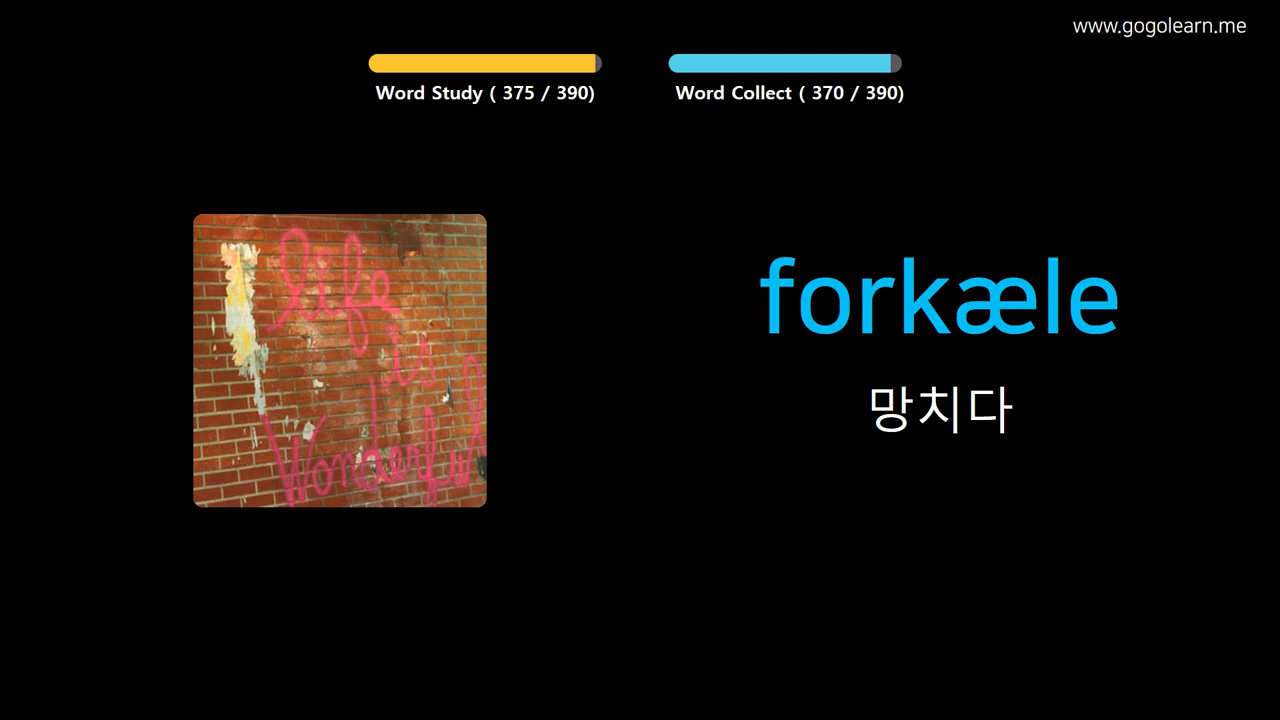 www.gogolearn.me
Word Study ( 375 / 390)
Word Collect ( 370 / 390)
life
is
Wonderful
forkæle
망치다